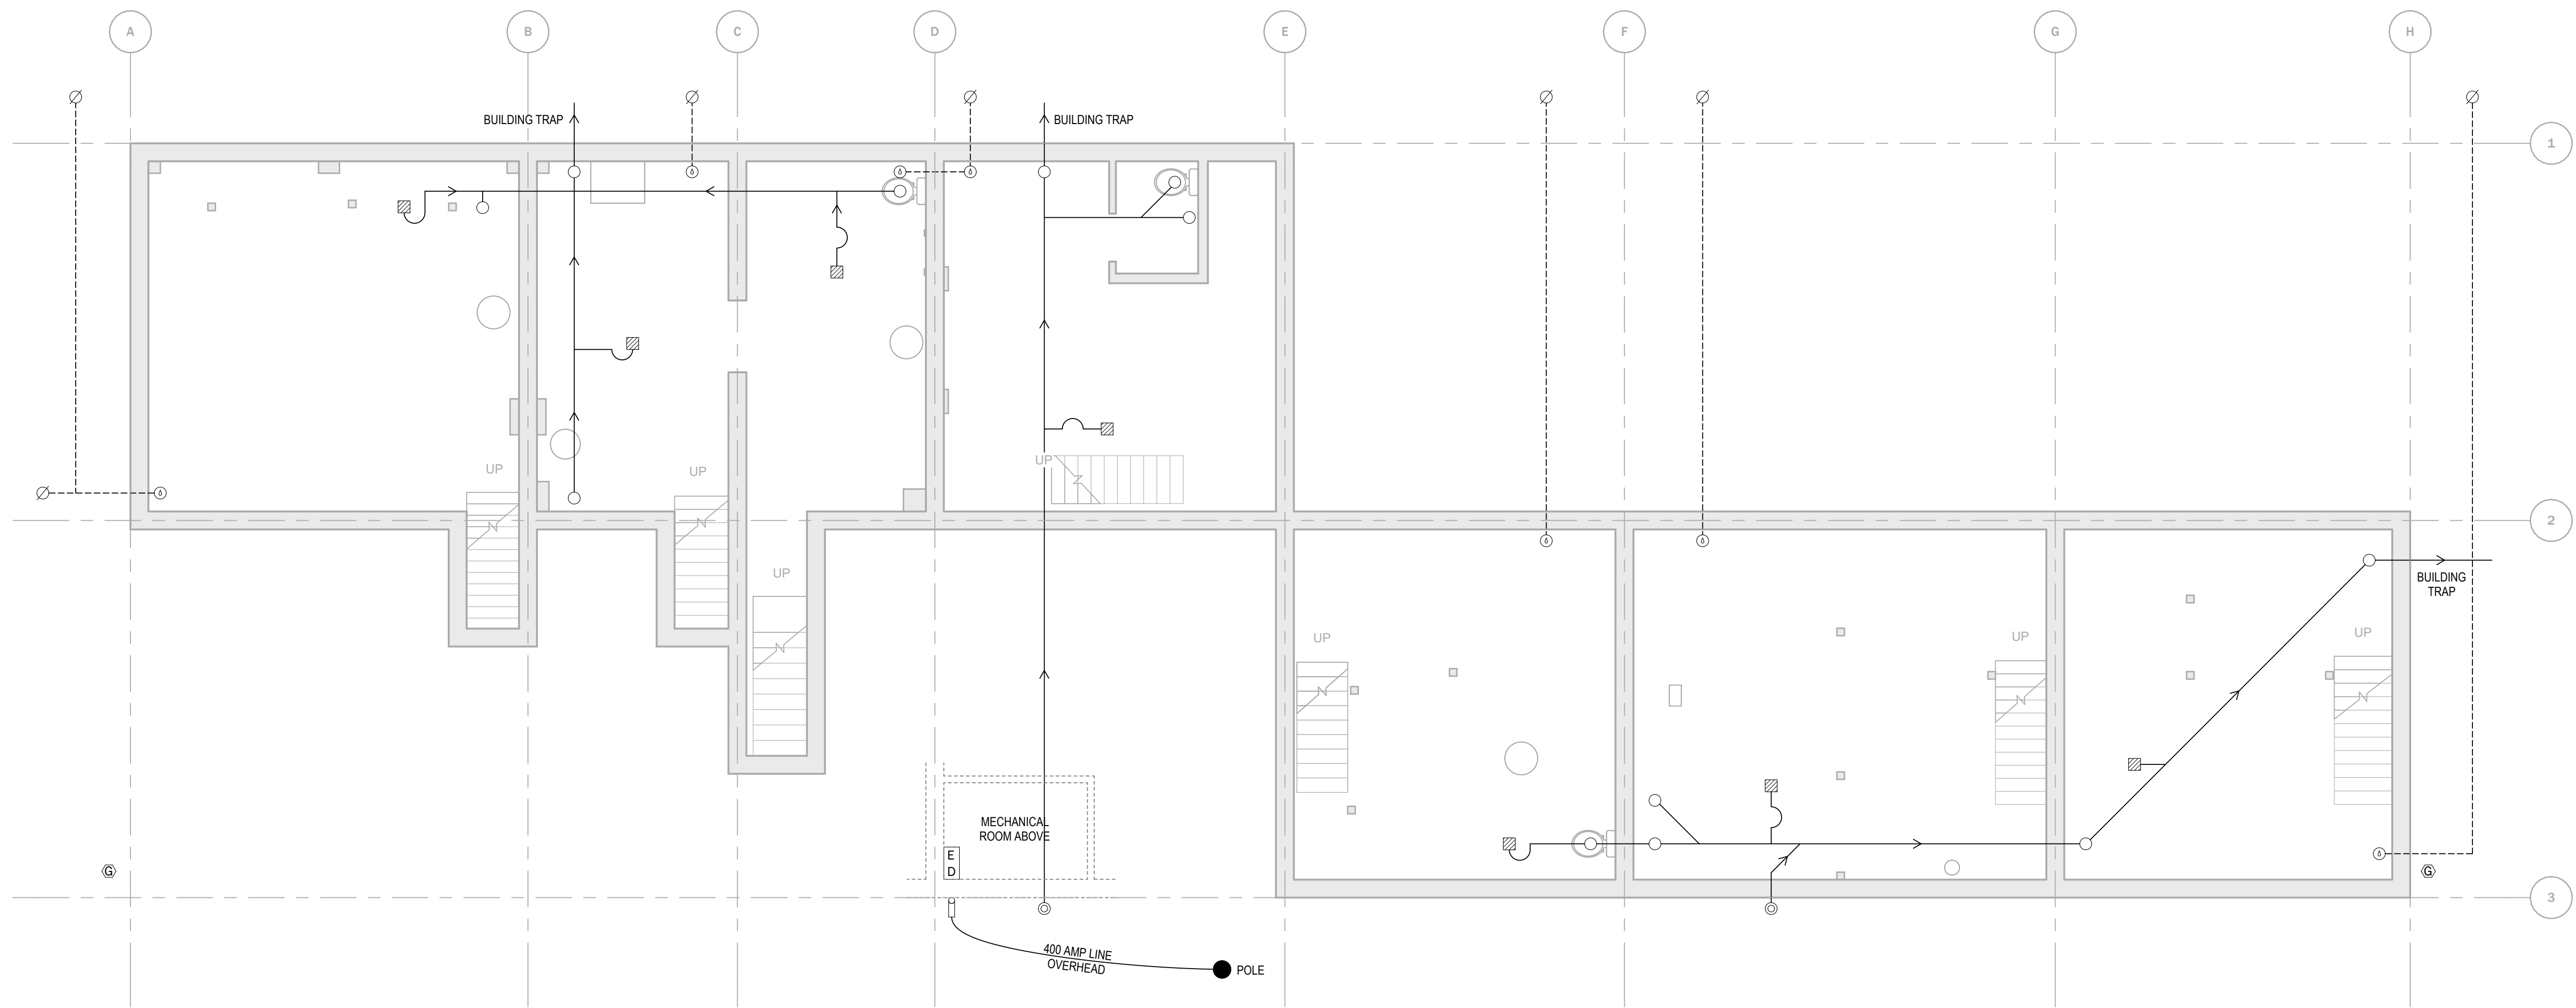 A
B
C
D
E
F
G
H
BUILDING TRAP
BUILDING TRAP
1
UP
UP
UP
2
UP
BUILDING
TRAP
UP
UP
UP
MECHANICAL
ROOM ABOVE
E
D
G
G
3
400 AMP LINE
OVERHEAD
POLE